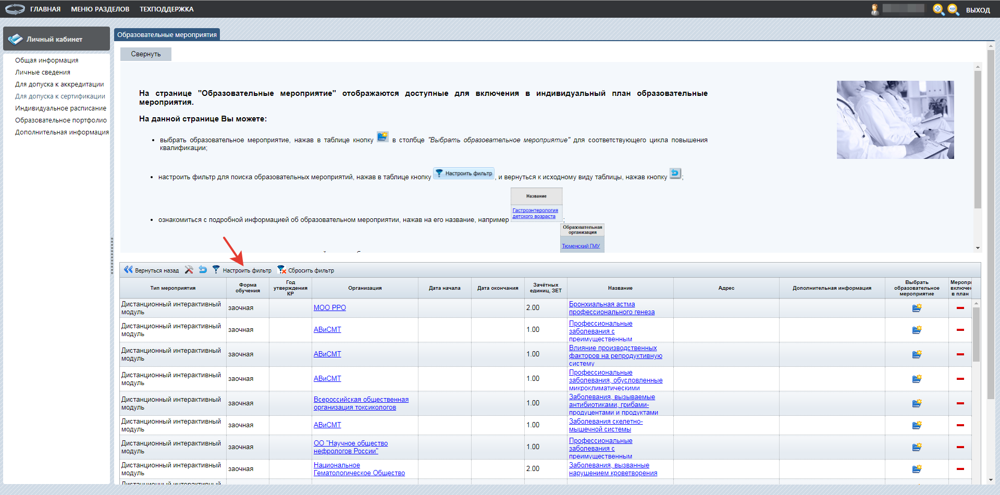 ГЛАВНАЯ МЕНЮ РАЗДЕЛОВ ТЕХПОДДЕРЖКА ВЫХОД
Личный кабинет
Общая информация
Личные сведения
Для допуска к аккредитации
Для допуска к сертификации
Индивидуальное расписание
Образовательное портфолио
Дополнительная информация
Образовательные мероприятия
Свернуть
На странице "Образовательные мероприятие" отображаются доступные для включения в индивидуальный план образовательные
мероприятия.
На данной странице Вы можете:
• выбрать образовательное мероприятие, нажав в таблице кнопку в столбце "Выбрать образовательное мероприятие" для соответствующего цикла повышения
квалификации;
• настроить фильтр для поиска образовательных мероприятий, нажав в таблице кнопку Настроить фильтр , и вернуться к исходному виду таблицы, нажав кнопку ;
Название
Гастроэнтерология
детского возраста
• ознакомиться с подробной информацией об образовательном мероприятии, нажав на его название, например ;
Образовательная
организация
Тюменский ГМУ
Вернуться назад Настроить фильтр Сбросить фильтр
Тип мероприятия
Форма
обучения
Год
утверждения
КР
Организация
Дата начала
Дата окончания
Зачётных
единиц, ЗЕТ
Название
Адрес
Дополнительная информация
Выбрать
образовательное
мероприятие
Меропр
включен
в план
Дистанционный интерактивный
модуль
заочная
МОО РРО
2.00
Бронхиальная астма
профессионального генеза
Дистанционный интерактивный
модуль
заочная
АВиСМТ
1.00
Профессиональные
заболевания с
преимущественным
Дистанционный интерактивный
модуль
заочная
АВиСМТ
1.00
Влияние производственных
факторов на репродуктивную
систему
Дистанционный интерактивный
модуль
заочная
АВиСМТ
1.00
Профессиональные
заболевания, обусловленные
микроклиматическими
Дистанционный интерактивный
модуль
заочная
Всероссийская общественная
организация токсикологов
1.00
Заболевания, вызываемые
антибиотиками, грибами-
продуцентами и продуктами
Дистанционный интерактивный
модуль
заочная
АВиСМТ
1.00
Заболевания скелетно-
мышечной системы
Дистанционный интерактивный
модуль
заочная
ОО "Научное общество
нефрологов России"
1.00
Профессиональные
заболевания с
преимущественным
Дистанционный интерактивный
модуль
заочная
Национальное
Гематологическое Общество
2.00
Заболевания, вызванные
нарушением кроветворения
Дистанционный интерактивный